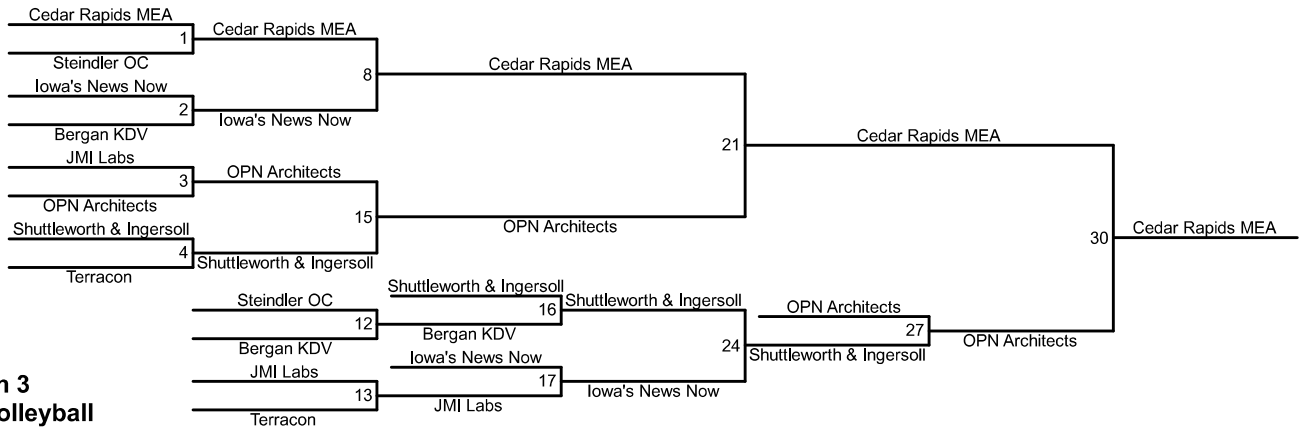 Cedar Rapids MEA
1
Steindler OC
Cedar Rapids MEA
Iowa's News Now
2
Bergan KDV
8
Iowa's News Now
Cedar Rapids MEA
JMI Labs
3
OPN Architects
OPN Architects
Shuttleworth & Ingersoll
4
Terracon
15
Shuttleworth & Ingersoll
OPN Architects
21
Cedar Rapids MEA
Steindler OC
12
Bergan KDV
Shuttleworth & Ingersoll
16
Bergan KDV
Shuttleworth & Ingersoll
JMI Labs
13
Terracon
Iowa's News Now
17
JMI Labs
Iowa's News Now
24
OPN Architects
27
Shuttleworth & Ingersoll
OPN Architects
30
Cedar Rapids MEA
n 3
olleyball